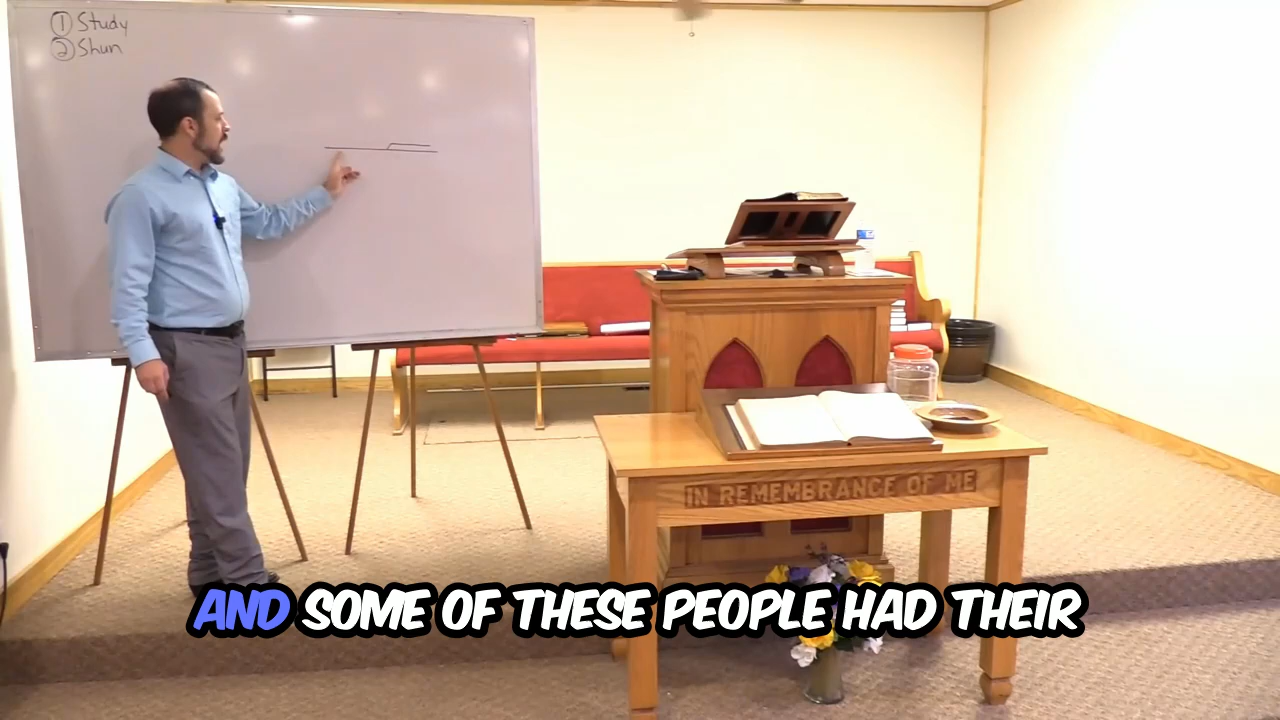 ① Study
② Shun
IN REMEMBRANCE OF ME
AND SOME OF THESE PEOPLE HAD THEIR